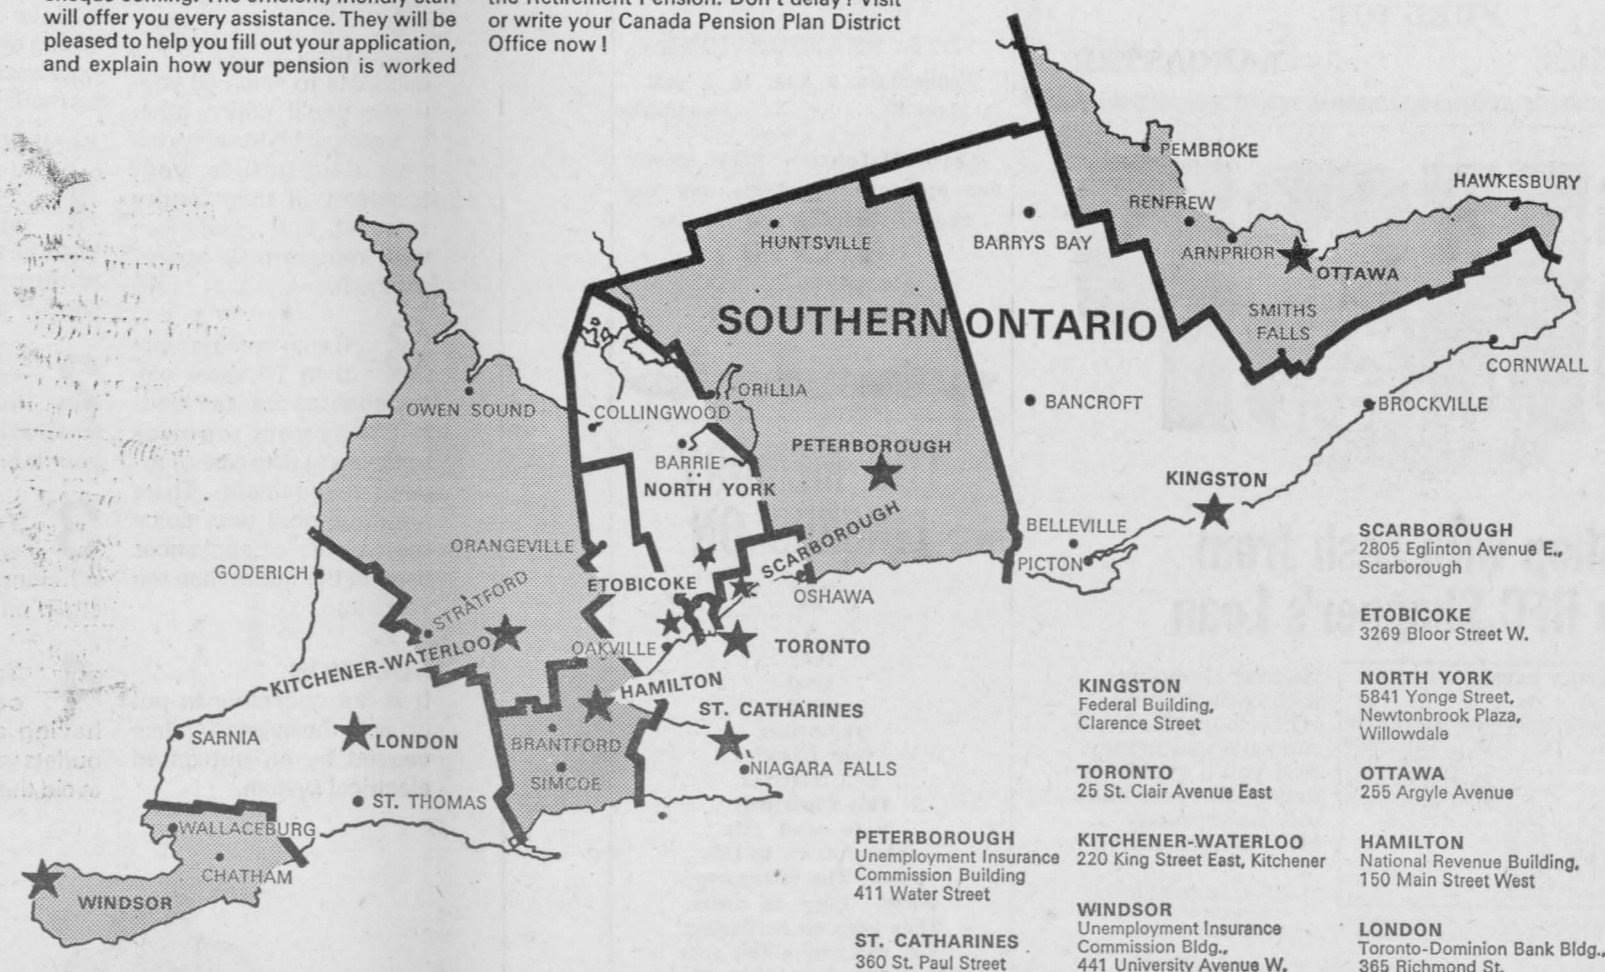 will offer you every assistance. They will be
pleased to help you fill out your application,
and explain how your pension is worked
the Retirement Pension. Don't delay! Visit
or write your Canada Pension Plan District
Office now!
PEMBROKE
HAWKESBURY
RENFREW
HUNTSVILLE
BARRYS BAY
ARNPRIOR
OTTAWA
SOUTHERN ONTARIO
SMITHS
FALLS
CORNWALL
ORILLIA
OWEN SOUND
COLLINGWOOD
BANCROFT
BROCKVILLE
PETERBOROUGH
BARRIE
NORTH YORK
KINGSTON
BELLEVILLE
ORANGEVILLE
SCARBOROUGH
GODERICH
PICTON
ETOBICOKE
OSHAWA
STRATFORD
KITCHENER-WATERLOO
OAKVILLE
TORONTO
HAMILTON
ST. CATHARINES
SARNIA
LONDON
BRANTFORD
NIAGARA FALLS
SIMCOE
ST. THOMAS
WALLACEBURG
CHATHAM
WINDSOR
PETERBOROUGH
Unemployment Insurance
Commission Building
411 Water Street
ST. CATHARINES
360 St. Paul Street
KINGSTON
Federal Building,
Clarence Street
TORONTO
25 St. Clair Avenue East
KITCHENER-WATERLOO
220 King Street East, Kitchener
WINDSOR
Unemployment Insurance
Commission Bldg.,
441 University Avenue W.
SCARBOROUGH
2805 Eglinton Avenue E.,
Scarborough
ETOBICOKE
3269 Bloor Street W.
NORTH YORK
5841 Yonge Street,
Newtonbrook Plaza,
Willowdale
OTTAWA
255 Argyle Avenue
HAMILTON
National Revenue Building,
150 Main Street West
LONDON
Toronto-Dominion Bank Bldg.,
365 Richmond St.